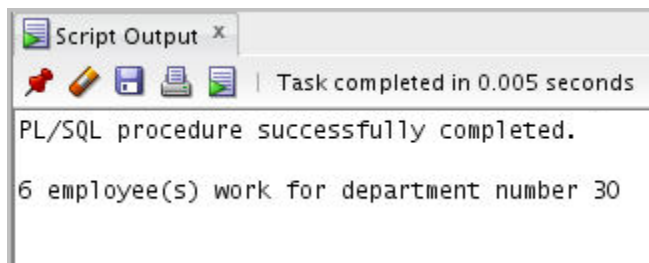 Script Output x
Task completed in 0.005 seconds
PL/SQL procedure successfully completed.
6 employee(s) work for department number 30